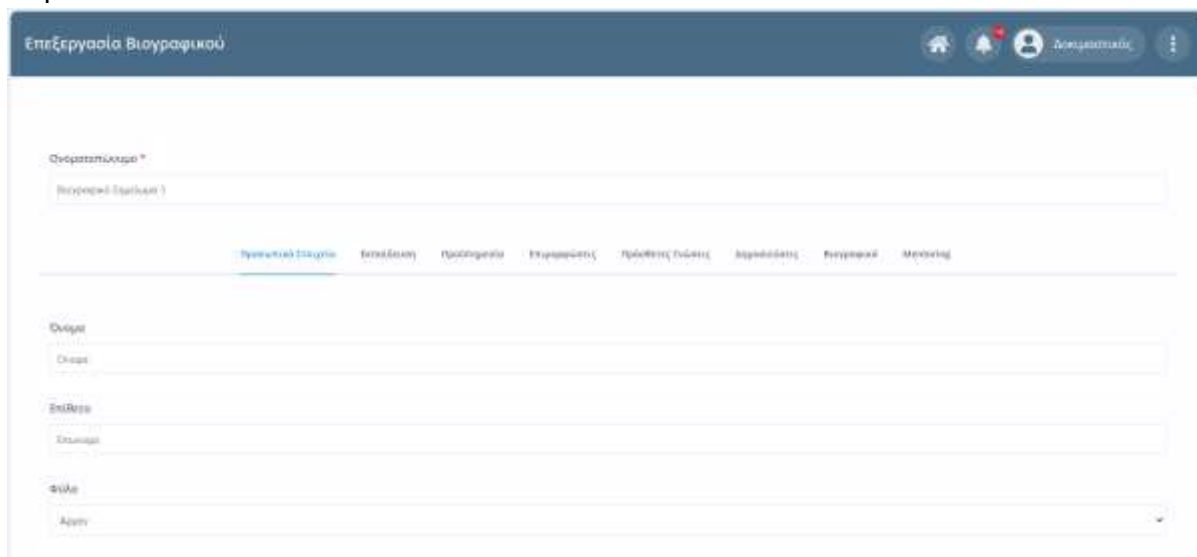 Επεξεργασία Βιογραφικού
Δοκιμαστικός
Ονοματεπώνυμο *
Βιογραφικό Σημείωμα 1
Προσωπικά Στοιχεία Εκπαίδευση Προϋπηρεσία Επιμορφώσεις Πρόσθετες Γνώσεις Δημοσιεύσεις Βιογραφικό Mentoring
Όνομα
Όνομα
Επίθετο
Επώνυμο
Φύλο
Άρρεν